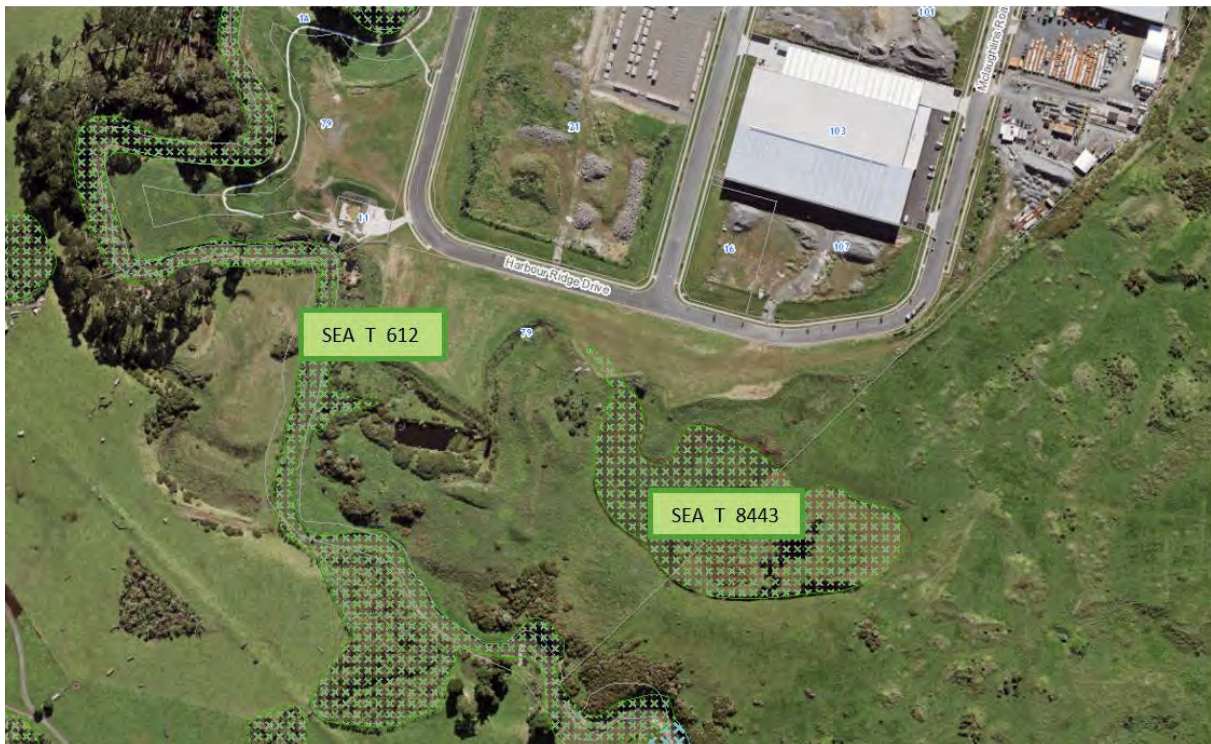 1A
101
McLaughlins Roa
79
21
103
11
16
107
Harbour Ridge Drive
SEA T 612
79
SEA T 8443